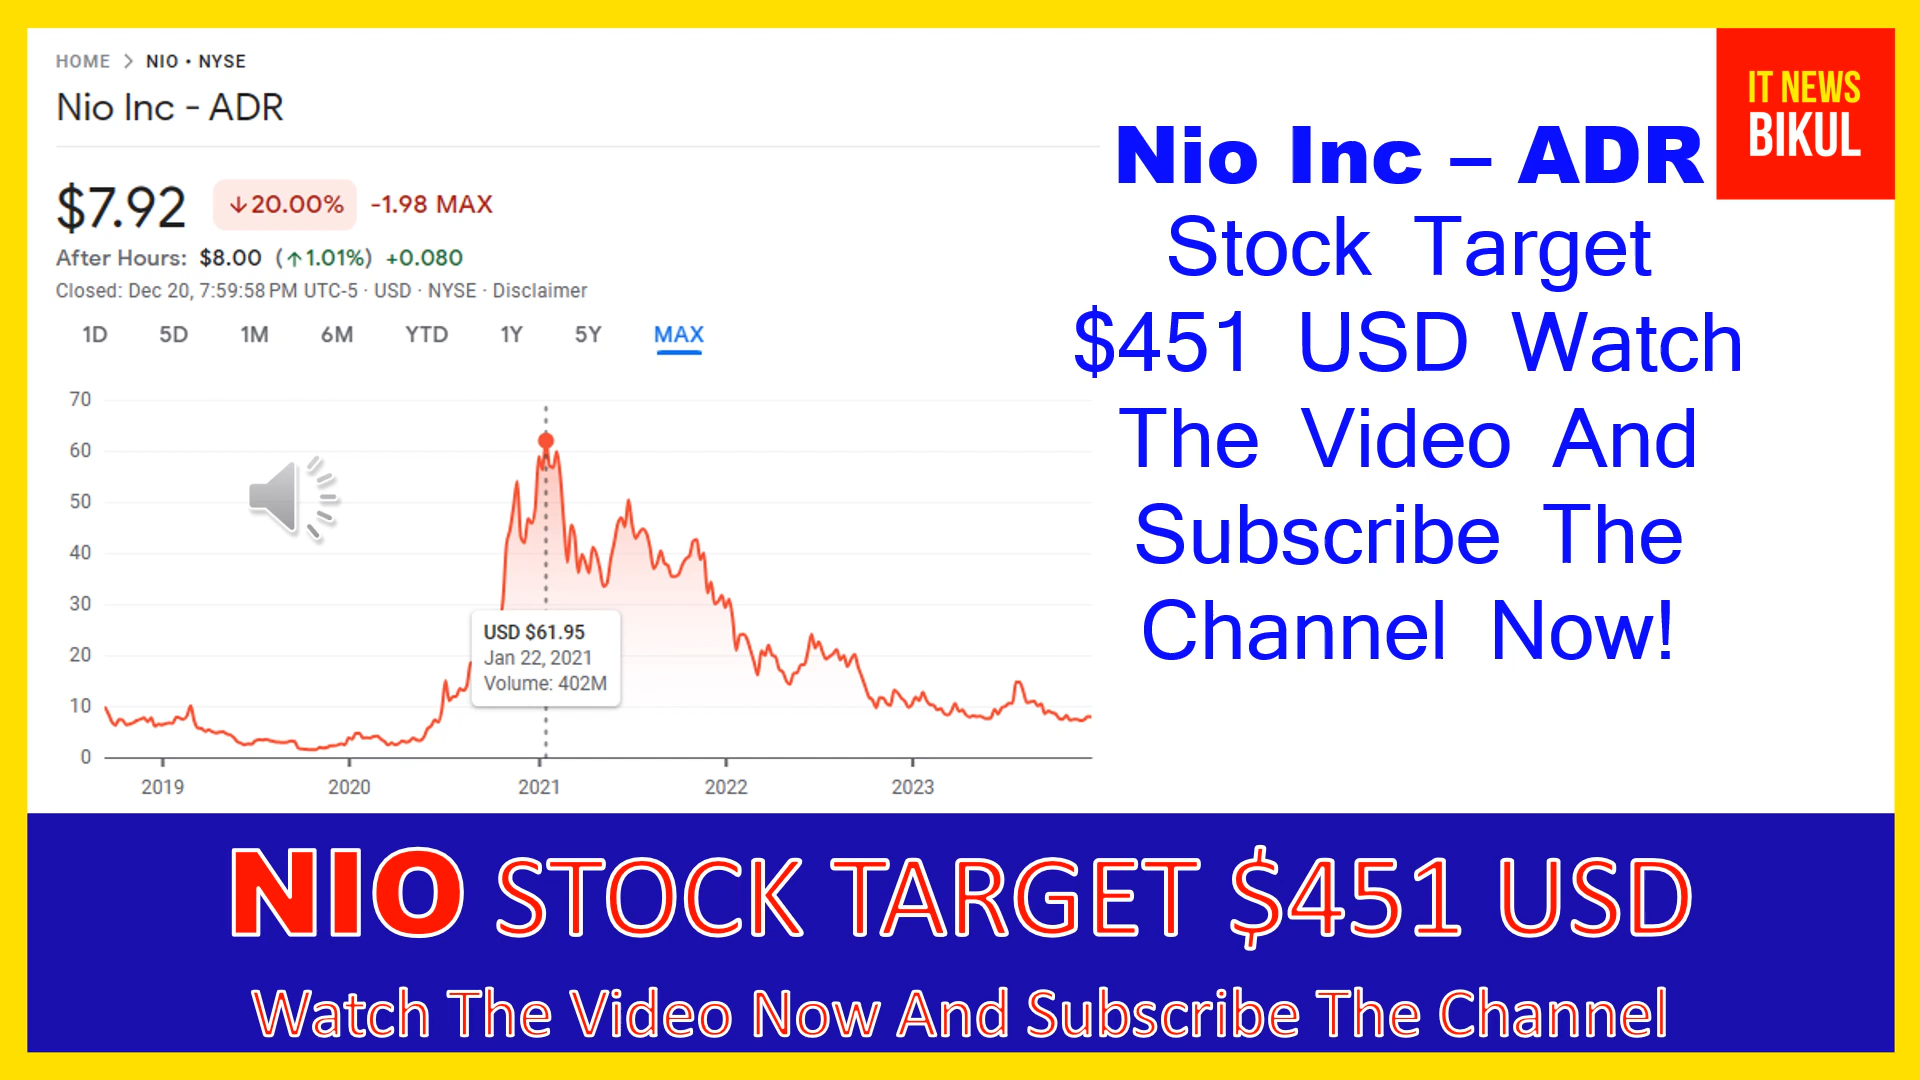 HOME > NIO • NYSE
Nio Inc - ADR
$7.92 ↓20.00% -1.98 MAX
After Hours: $8.00 (↑1.01%) +0.080
Closed: Dec 20, 7:59:58 PM UTC-5 · USD · NYSE · Disclaimer
1D 5D 1M 6M YTD 1Y 5Y MAX
70
60
50
40
30
20
10
0
USD $61.95
Jan 22, 2021
Volume: 402M
2019 2020 2021 2022 2023
Nio Inc – ADR
Stock Target
$451 USD Watch
The Video And
Subscribe The
Channel Now!
IT NEWS
BIKUL
NIO STOCK TARGET $451 USD
Watch The Video Now And Subscribe The Channel